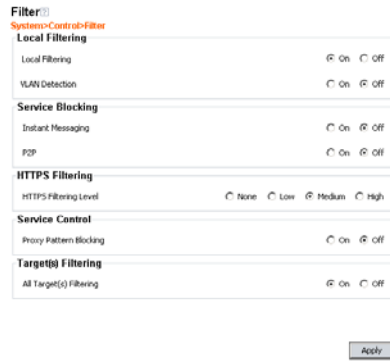 Filter
System>Control>Filter
Local Filtering
Local Filtering On Off
VLAN Detection On Off
Service Blocking
Instant Messaging On Off
P2P On Off
HTTPS Filtering
HTTPS Filtering Level None Low Medium High
Service Control
Proxy Pattern Blocking On Off
Target(s) Filtering
All Target(s) Filtering On Off
Apply